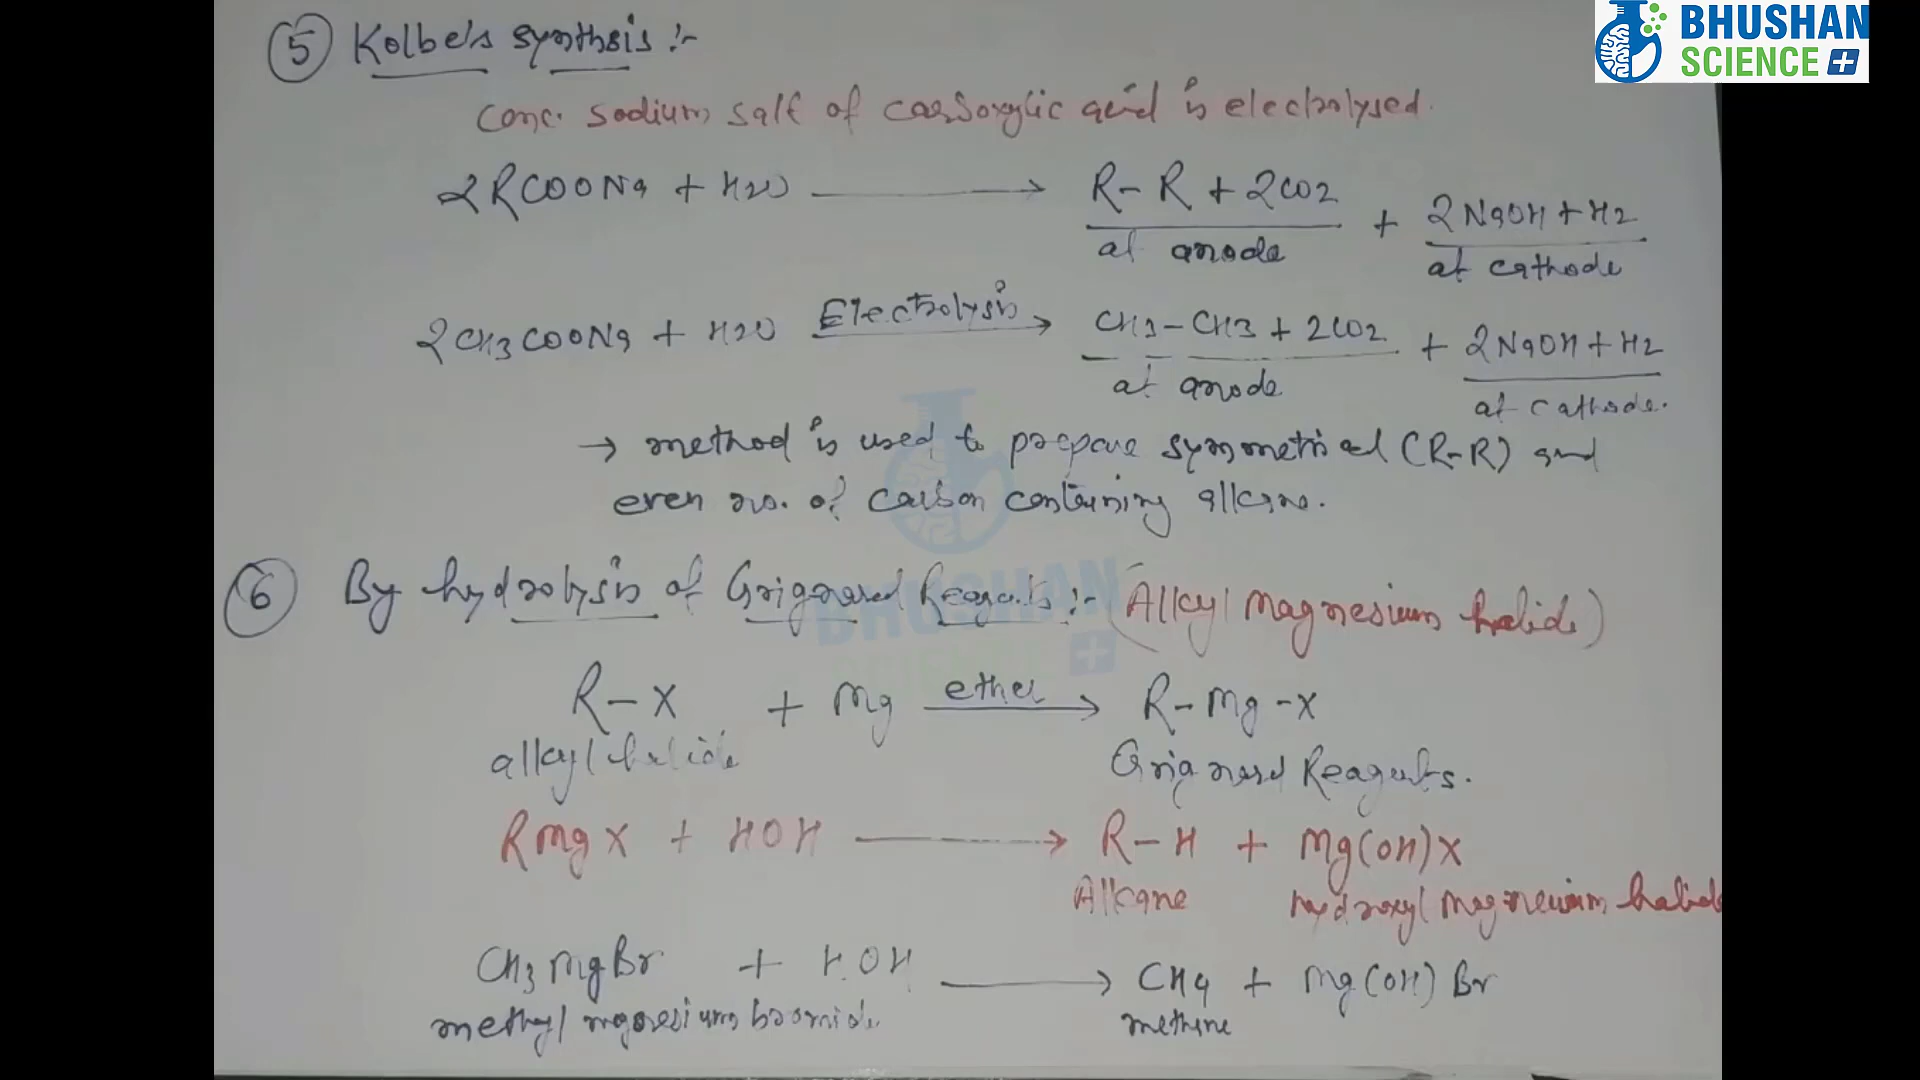 BHUSHAN
SCIENCE +
5 Kolbe's synthsis :-
Conc. sodium salt of carboxylic acid is electrolysed.
2RCOONa + H2O → R-R + 2CO2 + 2NaOH + H2
at anode at cathode
2CH3COONa + H2O Electrolysis → CH3-CH3 + 2CO2 + 2NaOH + H2
at anode at cathode.
→ method is used to prepare symmetrical (R-R) and
even no. of carbon containing alkane.
6 By hydrolysis of Grignard Reagents :- (Alkyl Magnesium halide)
R-X + Mg ether → R-Mg-X
alkyl halide Grignard Reagents.
RMgX + HOH → R-H + Mg(OH)X
Alkane hydroxyl Magnesium halide
CH3MgBr + HOH → CH4 + Mg(OH)Br
methyl magnesium bromide methane
BHUSHAN
SCIENCE +